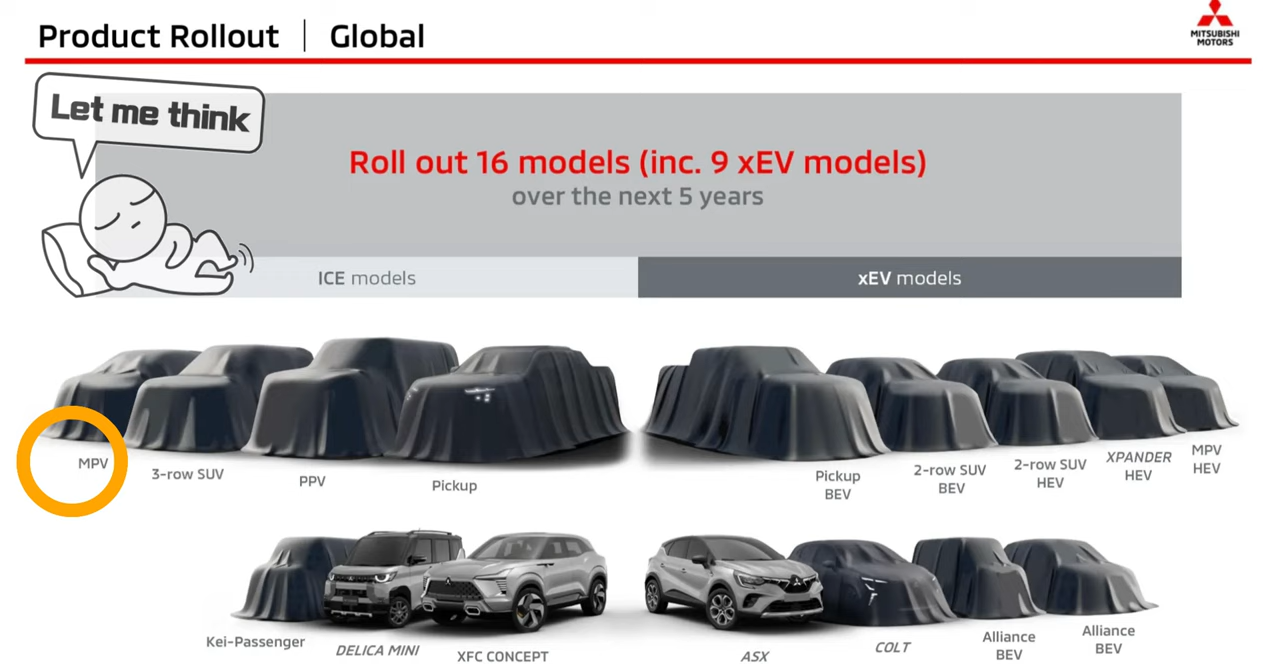 Product Rollout | Global
MITSUBISHI
MOTORS
Let me think
Roll out 16 models (inc. 9 xEV models)
over the next 5 years
ICE models
xEV models
MPV
3-row SUV
PPV
Pickup
Pickup
BEV
2-row SUV
BEV
2-row SUV
HEV
XPANDER
HEV
MPV
HEV
Kei-Passenger
DELICA MINI
XFC CONCEPT
ASX
COLT
Alliance
BEV
Alliance
BEV